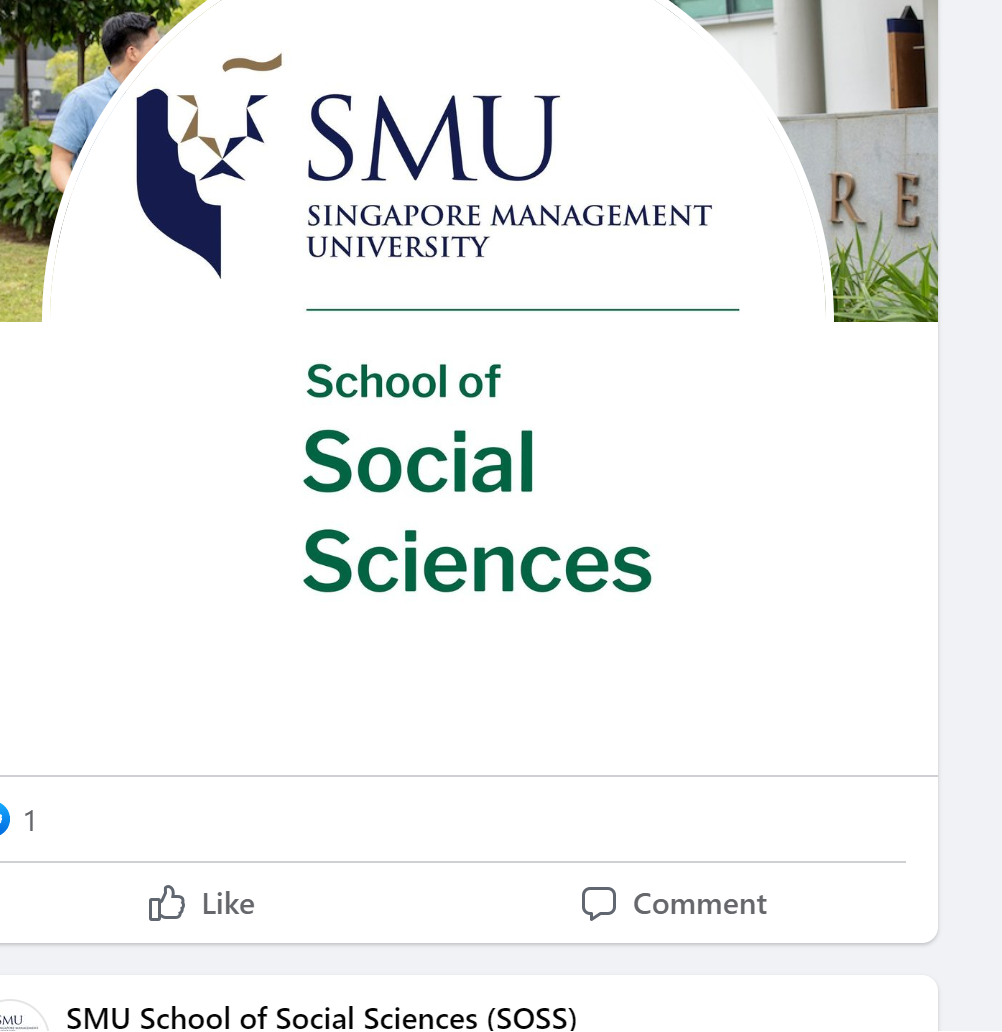 SMU
SINGAPORE MANAGEMENT
UNIVERSITY
R E
School of
Social
Sciences
1
Like
Comment
SMU
SMU School of Social Sciences (SOSS)